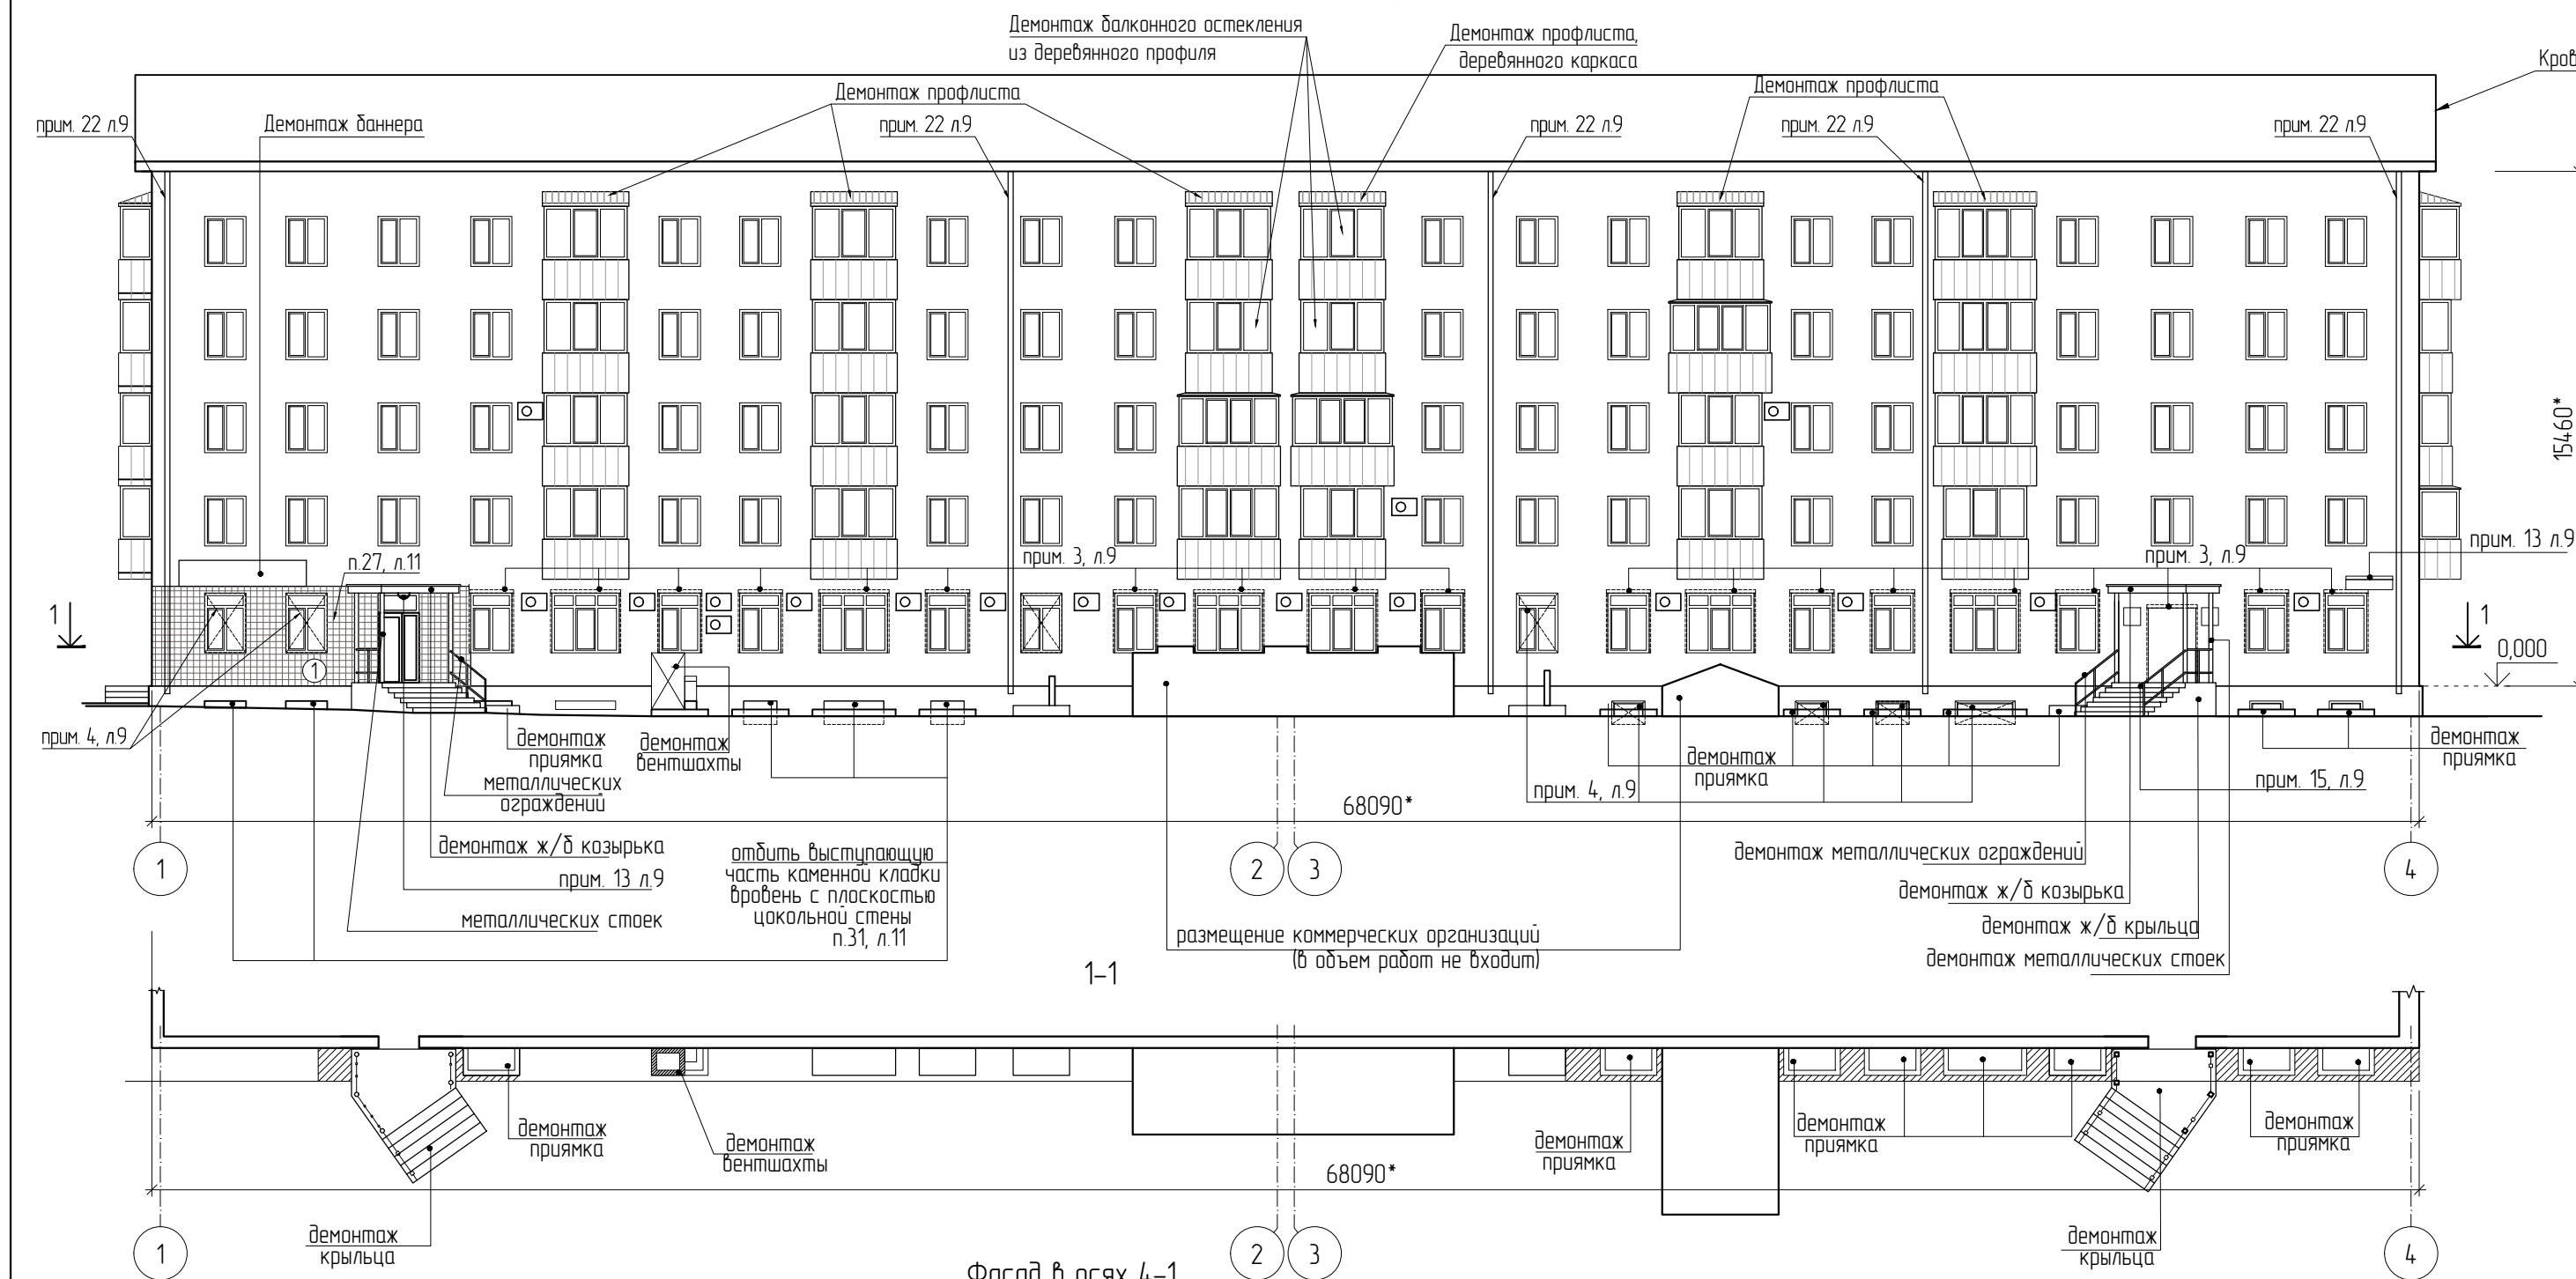 Демонтаж балконного остекления
из деревянного профиля
Демонтаж профлиста,
деревянного каркаса
Кров
Демонтаж профлиста
Демонтаж профлиста
прим. 22 л.9
Демонтаж баннера
прим. 22 л.9
прим. 22 л.9
прим. 22 л.9
прим. 22 л.9
15460*
п.27, л.11
прим. 3, л.9
прим. 3, л.9
прим. 13 л.9
1
1
0,000
1
прим. 4, л.9
демонтаж
приямка
металлических
ограждений
демонтаж
вентшахты
демонтаж
приямка
прим. 4, л.9
прим. 15, л.9
демонтаж
приямка
68090*
демонтаж ж/б козырька
прим. 13 л.9
металлических стоек
отбить выступающую
часть каменной кладки
вровень с плоскостью
цокольной стены
п.31, л.11
1
2
3
4
демонтаж металлических ограждений
демонтаж ж/б козырька
демонтаж ж/б крыльца
демонтаж металлических стоек
размещение коммерческих организаций
(в объем работ не входит)
1-1
демонтаж
приямка
демонтаж
вентшахты
демонтаж
приямка
демонтаж
приямка
демонтаж
приямка
68090*
демонтаж
крыльца
демонтаж
крыльца
1
2
3
4
Фасад в осях 4-1